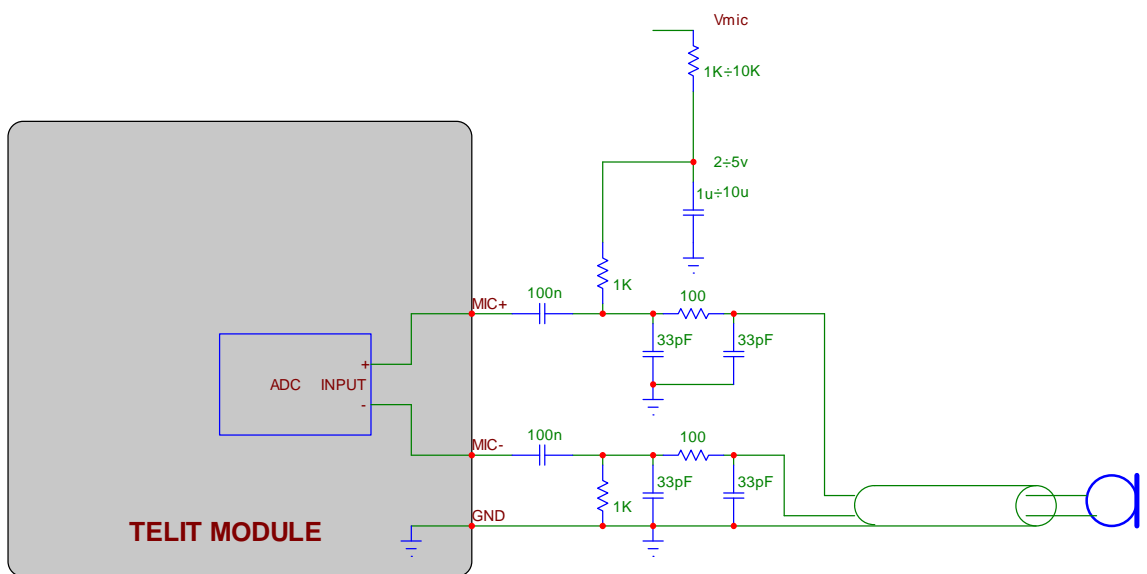 Vmic
1K÷10K
2÷5v
1u÷10u
1K
100n
MIC+
100
33pF
33pF
+
ADC INPUT
-
100n
MIC-
100
33pF
33pF
1K
GND
TELIT MODULE